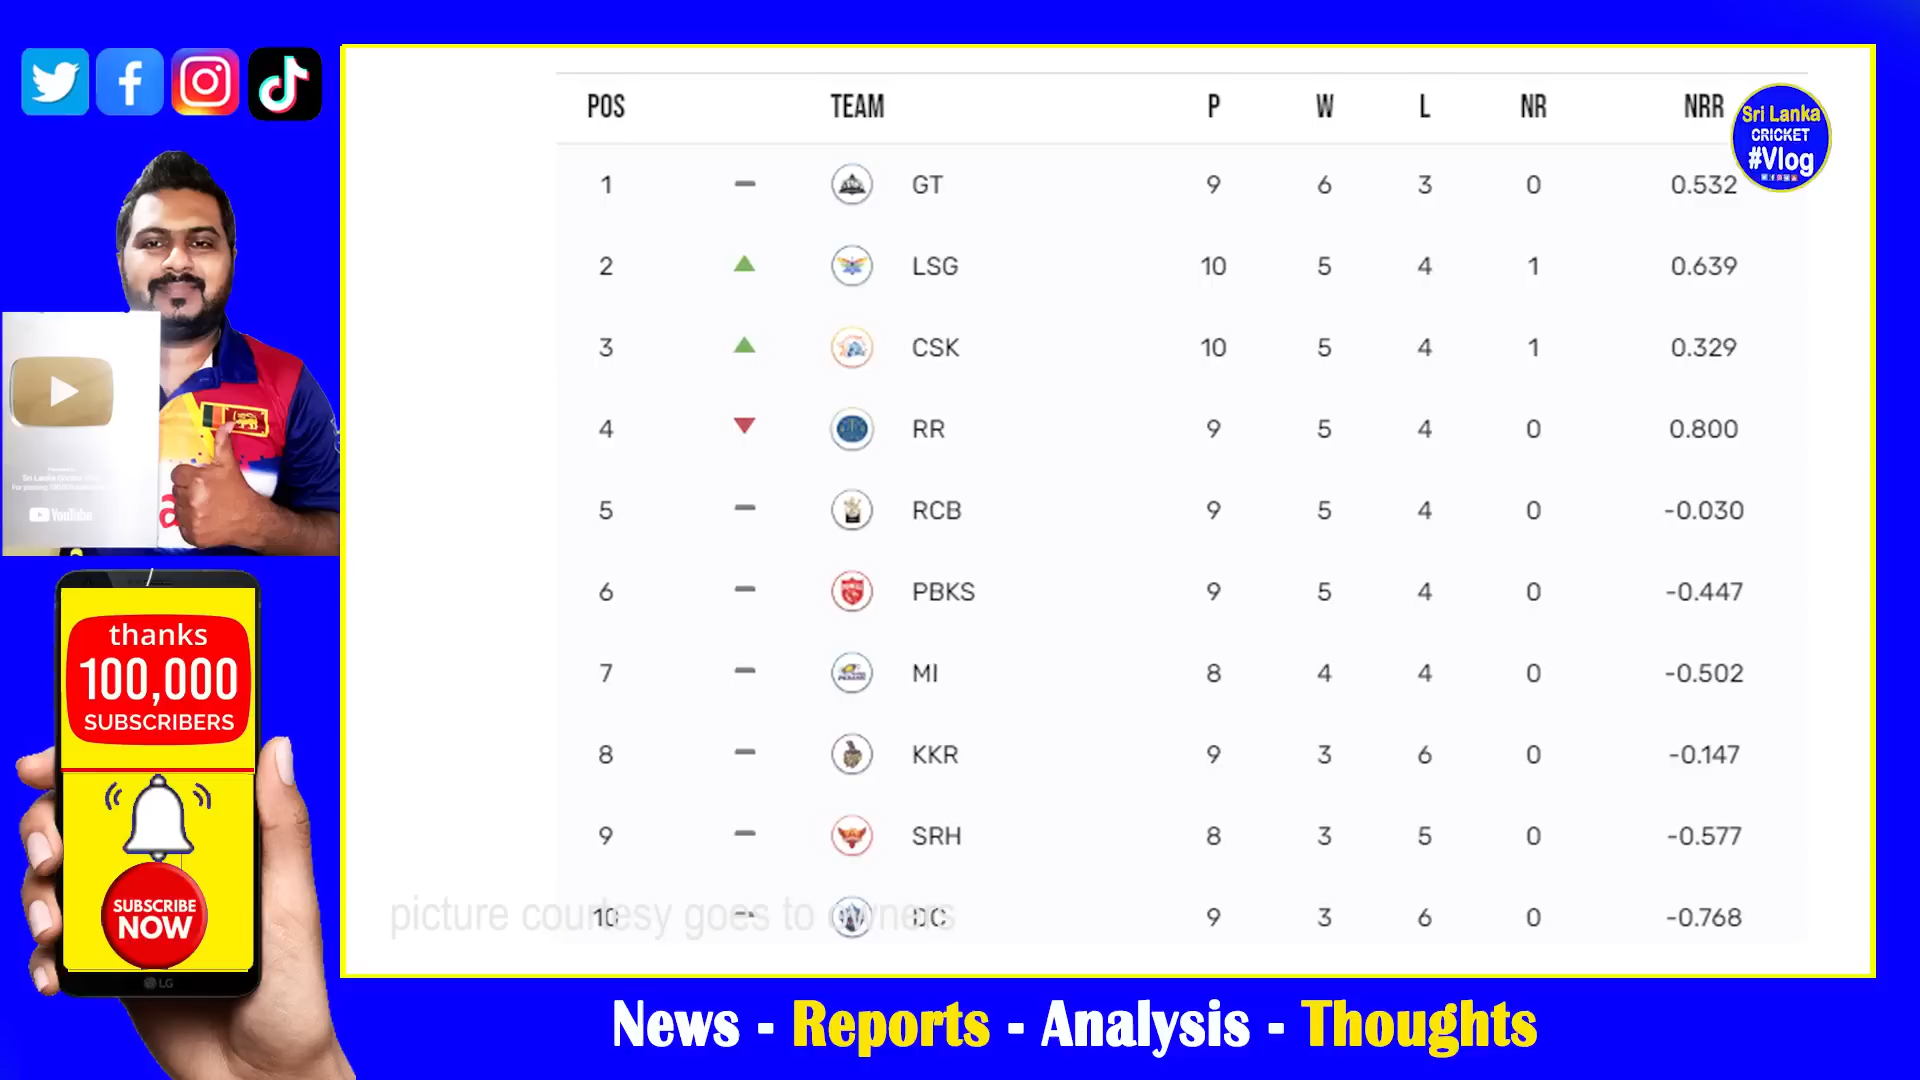 POS TEAM P W L NR NRR
Sri Lanka
CRICKET
#Vlog
1 GT 9 6 3 0 0.532
2 LSG 10 5 4 1 0.639
3 CSK 10 5 4 1 0.329
4 RR 9 5 4 0 0.800
5 RCB 9 5 4 0 -0.030
6 PBKS 9 5 4 0 -0.447
7 MI 8 4 4 0 -0.502
8 KKR 9 3 6 0 -0.147
9 SRH 8 3 5 0 -0.577
10 DC 9 3 6 0 -0.768
picture courtesy goes to owners
YouTube
thanks
100,000
SUBSCRIBERS
SUBSCRIBE
NOW
LG
News - Reports - Analysis - Thoughts